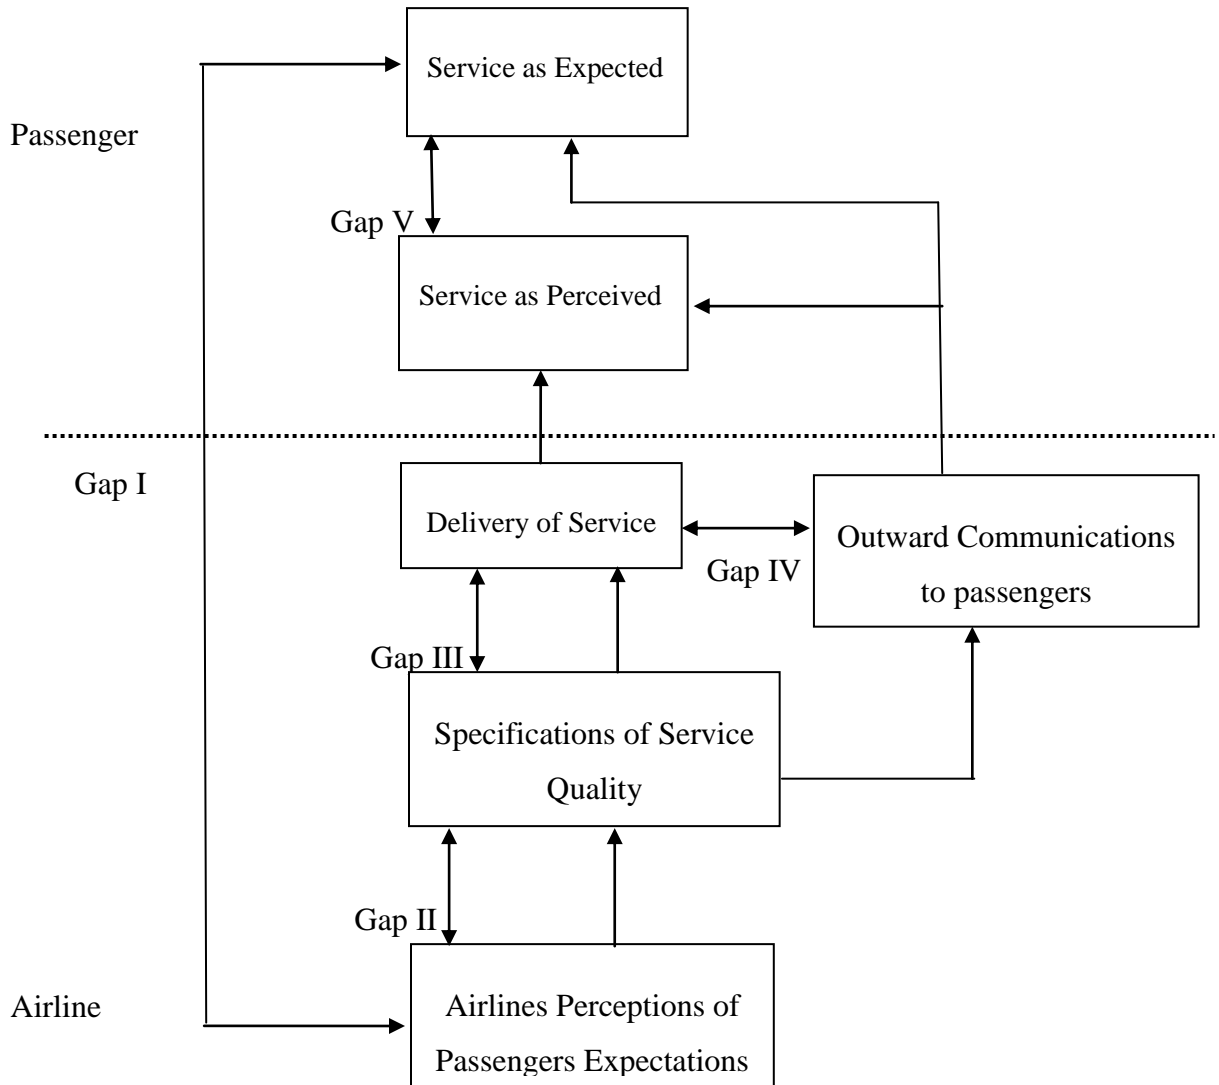 Service as Expected
Passenger
Gap V
Service as Perceived
Gap I
Delivery of Service
Outward Communications
to passengers
Gap IV
Gap III
Specifications of Service
Quality
Gap II
Airline
Airlines Perceptions of
Passengers Expectations